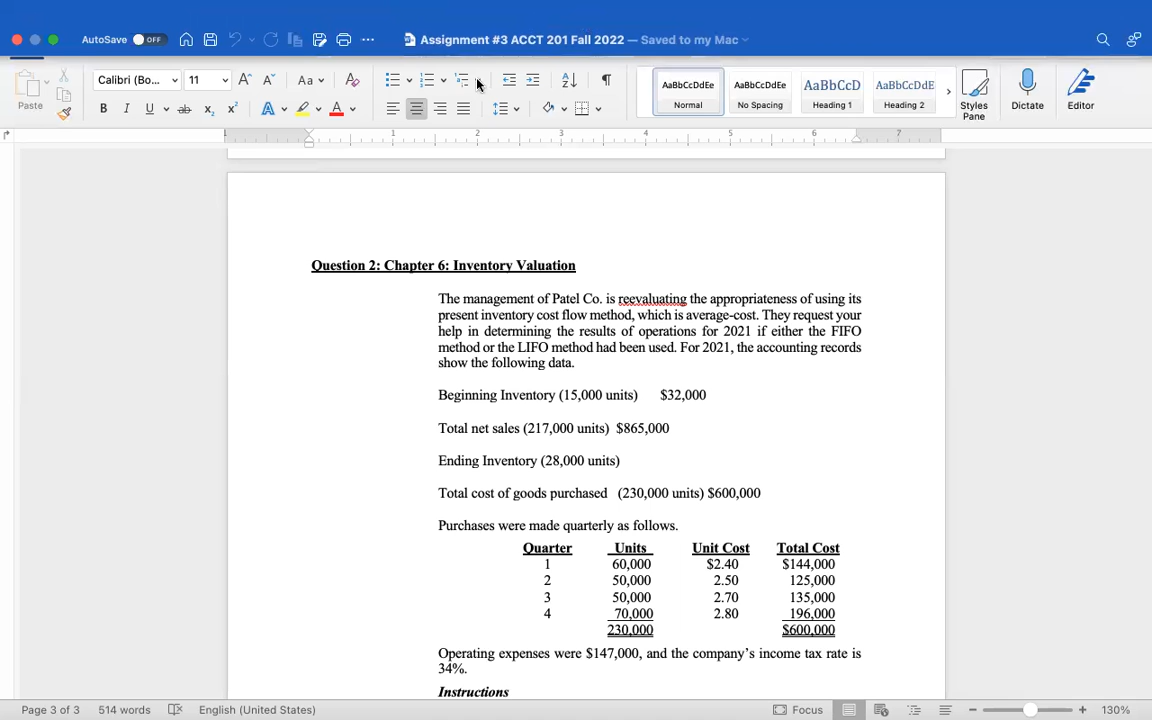 AutoSave OFF Assignment #3 ACCT 201 Fall 2022 — Saved to my Mac
Paste Calibri (Bo... 11 Aa AaBbCcDdEe AaBbCcDdEe AaBbCcD AaBbCcDdE
Normal No Spacing Heading 1 Heading 2 Styles Pane Dictate Editor
1 1 2 3 4 5 6 7
Question 2: Chapter 6: Inventory Valuation
The management of Patel Co. is reevaluating the appropriateness of using its
present inventory cost flow method, which is average-cost. They request your
help in determining the results of operations for 2021 if either the FIFO
method or the LIFO method had been used. For 2021, the accounting records
show the following data.
Beginning Inventory (15,000 units) $32,000
Total net sales (217,000 units) $865,000
Ending Inventory (28,000 units)
Total cost of goods purchased (230,000 units) $600,000
Purchases were made quarterly as follows.
Quarter Units Unit Cost Total Cost
1 60,000 $2.40 $144,000
2 50,000 2.50 125,000
3 50,000 2.70 135,000
4 70,000 2.80 196,000
230,000 $600,000
Operating expenses were $147,000, and the company’s income tax rate is
34%.
Instructions
Page 3 of 3 514 words English (United States) Focus 130%